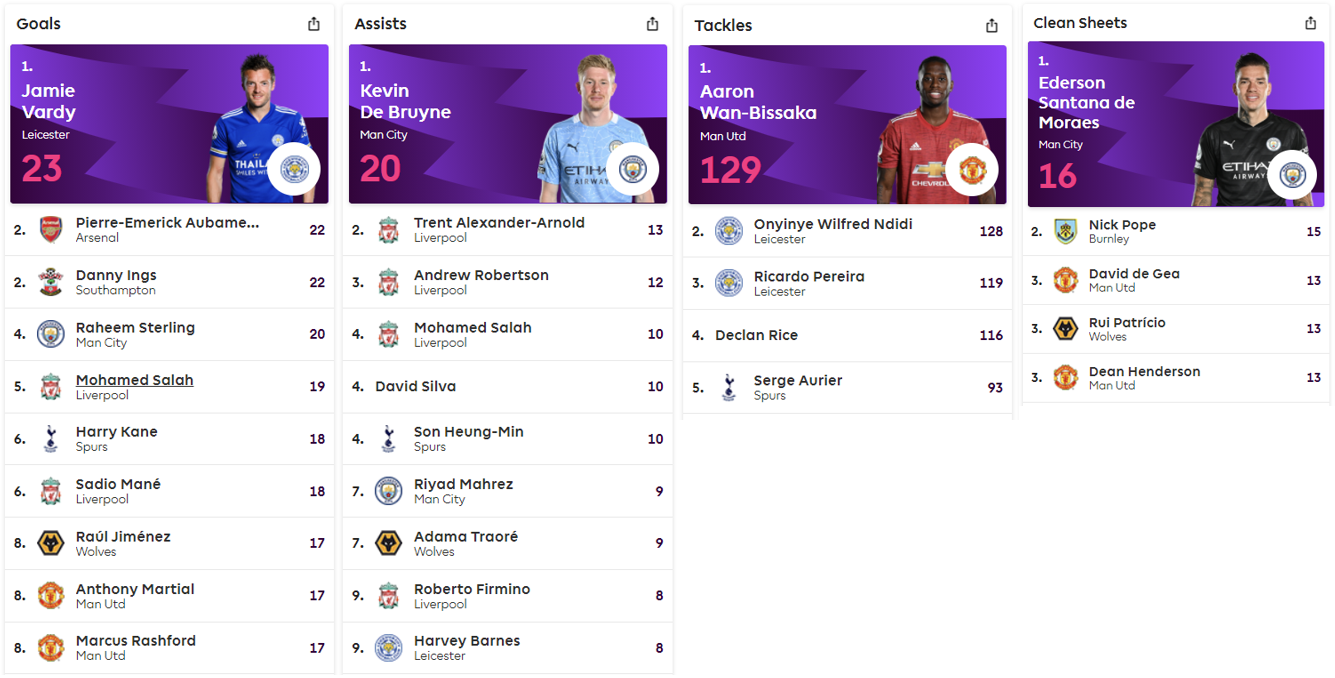 Goals
1.
Jamie
Vardy
Leicester
23
2. Pierre-Emerick Aubame... 22
Arsenal
2. Danny Ings 22
Southampton
4. Raheem Sterling 20
Man City
5. Mohamed Salah 19
Liverpool
6. Harry Kane 18
Spurs
6. Sadio Mané 18
Liverpool
8. Raúl Jiménez 17
Wolves
8. Anthony Martial 17
Man Utd
8. Marcus Rashford 17
Man Utd
Assists
1.
Kevin
De Bruyne
Man City
20
ETIHAD
AIRWAYS
2. Trent Alexander-Arnold 13
Liverpool
3. Andrew Robertson 12
Liverpool
4. Mohamed Salah 10
Liverpool
4. David Silva 10
4. Son Heung-Min 10
Spurs
7. Riyad Mahrez 9
Man City
7. Adama Traoré 9
Wolves
9. Roberto Firmino 8
Liverpool
9. Harvey Barnes 8
Leicester
Tackles
1.
Aaron
Wan-Bissaka
Man Utd
129
2. Onyinye Wilfred Ndidi 128
Leicester
3. Ricardo Pereira 119
Leicester
4. Declan Rice 116
5. Serge Aurier 93
Spurs
Clean Sheets
1.
Ederson
Santana de
Moraes
Man City
16
2. Nick Pope 15
Burnley
3. David de Gea 13
Man Utd
3. Rui Patrício 13
Wolves
3. Dean Henderson 13
Man Utd